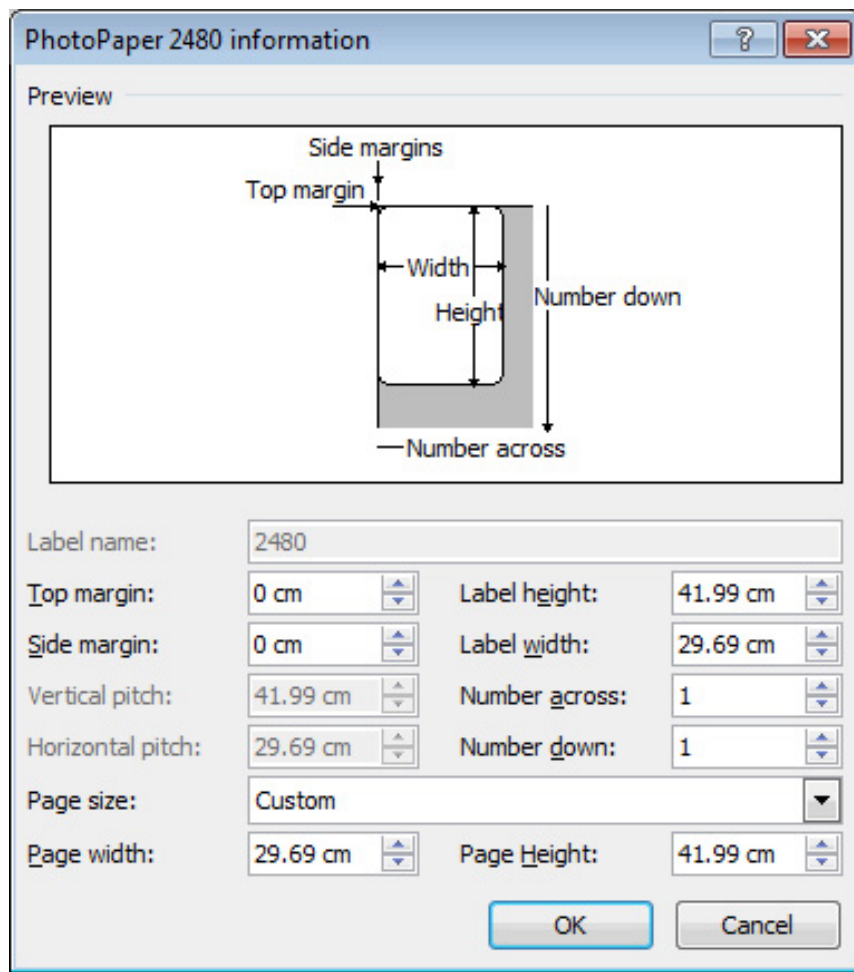 PhotoPaper 2480 information
Preview
Side margins
Top margin
Width
Height
Number down
Number across
Label name: 2480
Top margin: 0 cm Label height: 41.99 cm
Side margin: 0 cm Label width: 29.69 cm
Vertical pitch: 41.99 cm Number across: 1
Horizontal pitch: 29.69 cm Number down: 1
Page size: Custom
Page width: 29.69 cm Page Height: 41.99 cm
OK Cancel